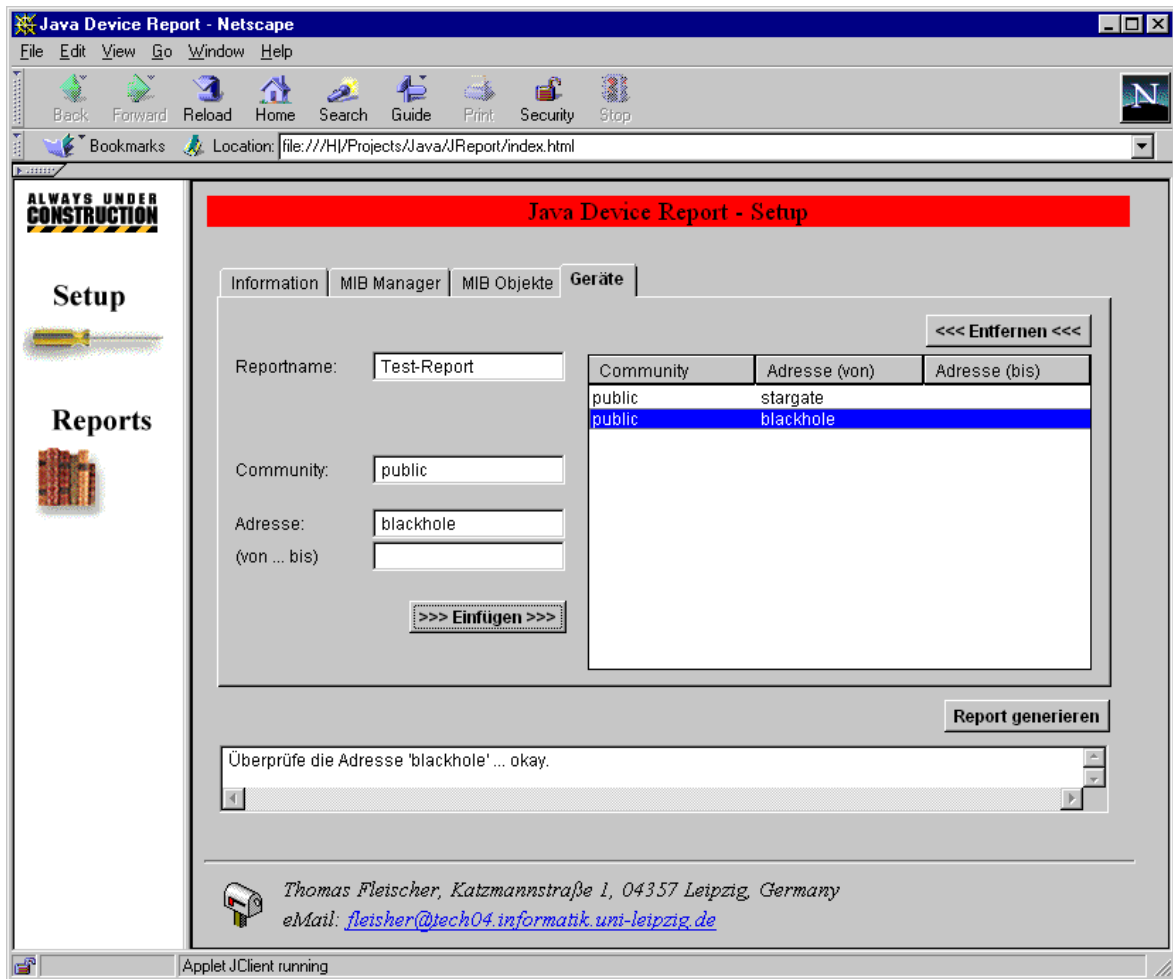 Java Device Report - Netscape
File Edit View Go Window Help
Back Forward Reload Home Search Guide Print Security Stop
N
Bookmarks Location: file:///H|/Projects/Java/JReport/index.html
ALWAYS UNDER
CONSTRUCTION
Setup
Reports
Java Device Report - Setup
Information MIB Manager MIB Objekte Geräte
<<< Entfernen <<<
Reportname: Test-Report
Community Adresse (von) Adresse (bis)
public stargate
public blackhole
Community: public
Adresse: blackhole
(von ... bis)
>>> Einfügen >>>
Report generieren
Überprüfe die Adresse 'blackhole' ... okay.
Thomas Fleischer, Katzmannstraße 1, 04357 Leipzig, Germany
eMail: fleisher@tech04.informatik.uni-leipzig.de
Applet JClient running